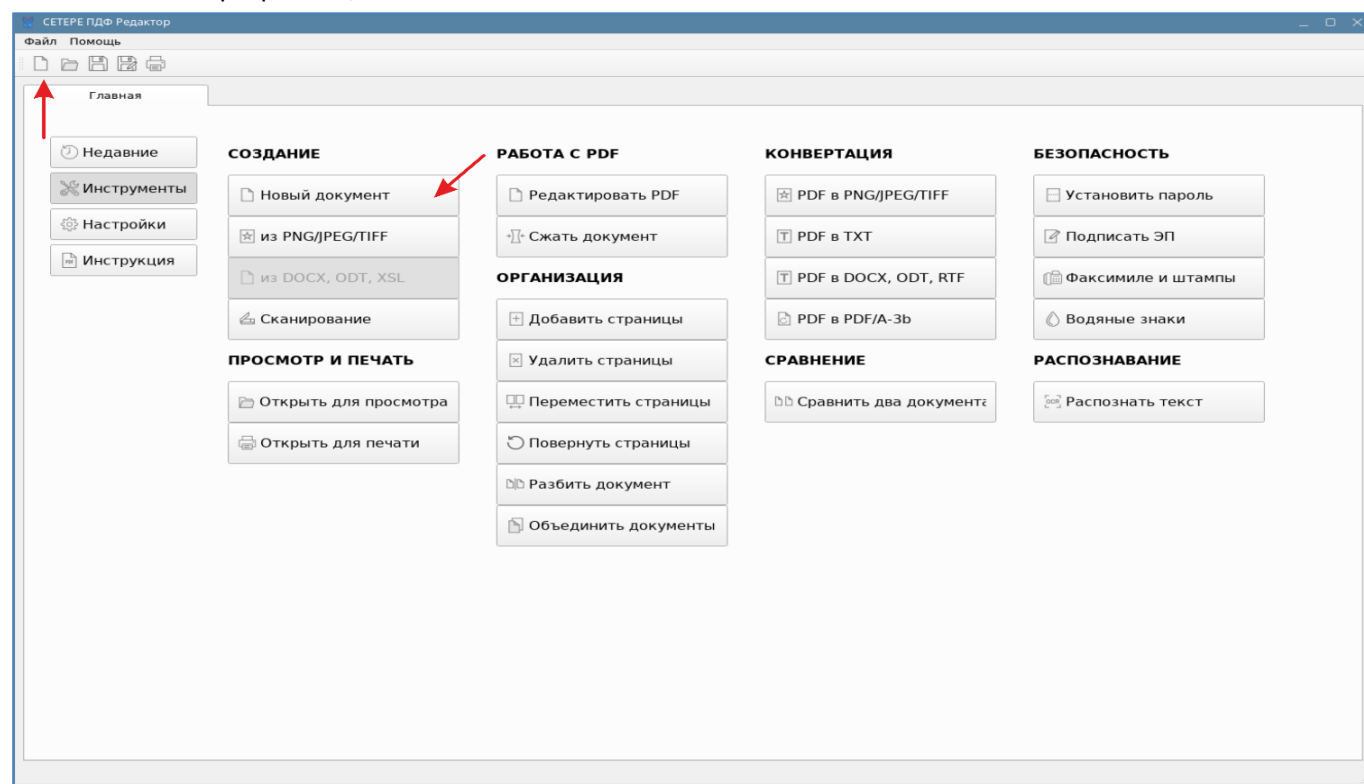 СЕТЕРЕ ПДФ Редактор
Файл Помощь
Главная
Недавние
Инструменты
Настройки
Инструкция
СОЗДАНИЕ
Новый документ
из PNG/JPEG/TIFF
из DOCX, ODT, XSL
Сканирование
ПРОСМОТР И ПЕЧАТЬ
Открыть для просмотра
Открыть для печати
РАБОТА С PDF
Редактировать PDF
Сжать документ
ОРГАНИЗАЦИЯ
Добавить страницы
Удалить страницы
Переместить страницы
Повернуть страницы
Разбить документ
Объединить документы
КОНВЕРТАЦИЯ
PDF в PNG/JPEG/TIFF
PDF в TXT
PDF в DOCX, ODT, RTF
PDF в PDF/A-3b
СРАВНЕНИЕ
Сравнить два документа
БЕЗОПАСНОСТЬ
Установить пароль
Подписать ЭП
Факсимиле и штампы
Водяные знаки
РАСПОЗНАВАНИЕ
Распознать текст